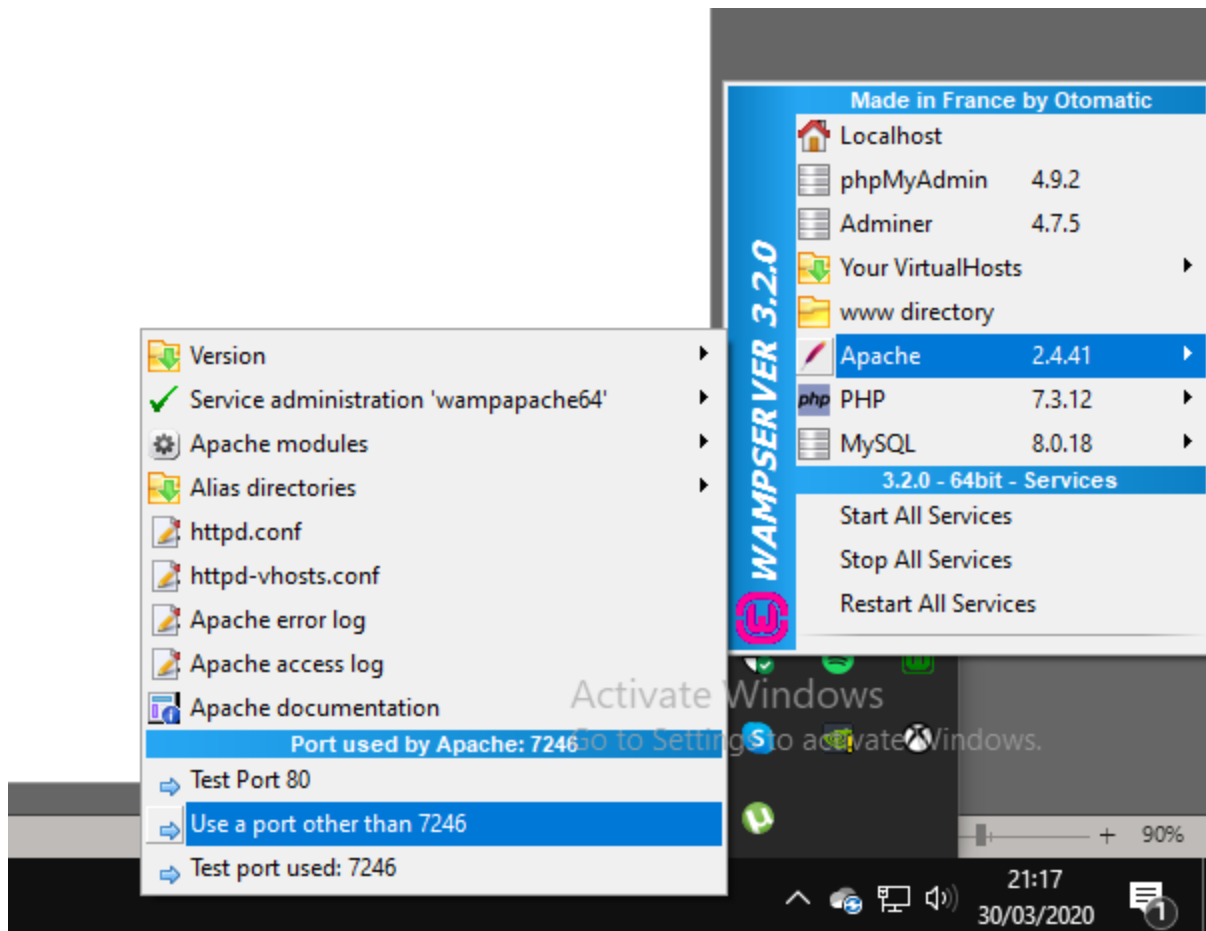 Made in France by Otomatic
Localhost
phpMyAdmin 4.9.2
Adminer 4.7.5
Your VirtualHosts
www directory
Apache 2.4.41
php PHP 7.3.12
MySQL 8.0.18
3.2.0 - 64bit - Services
Start All Services
Stop All Services
Restart All Services
WAMPSERVER 3.2.0
Version
Service administration 'wampapache64'
Apache modules
Alias directories
httpd.conf
httpd-vhosts.conf
Apache error log
Apache access log
Apache documentation
Port used by Apache: 7246
Test Port 80
Use a port other than 7246
Test port used: 7246
Activate Windows
Go to Settings to activate Windows.
90%
21:17
30/03/2020
1